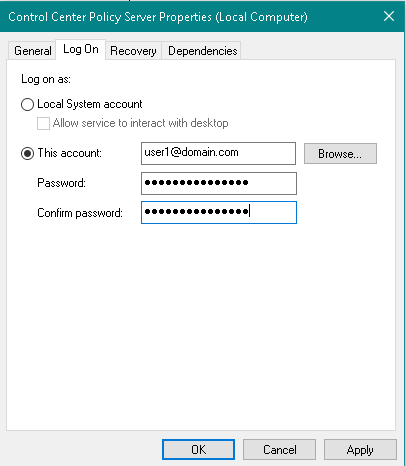 Control Center Policy Server Properties (Local Computer)
General Log On Recovery Dependencies
Log on as:
Local System account
Allow service to interact with desktop
This account: user1@domain.com Browse...
Password: ●●●●●●●●●●●●●●●
Confirm password: ●●●●●●●●●●●●●●●
OK Cancel Apply